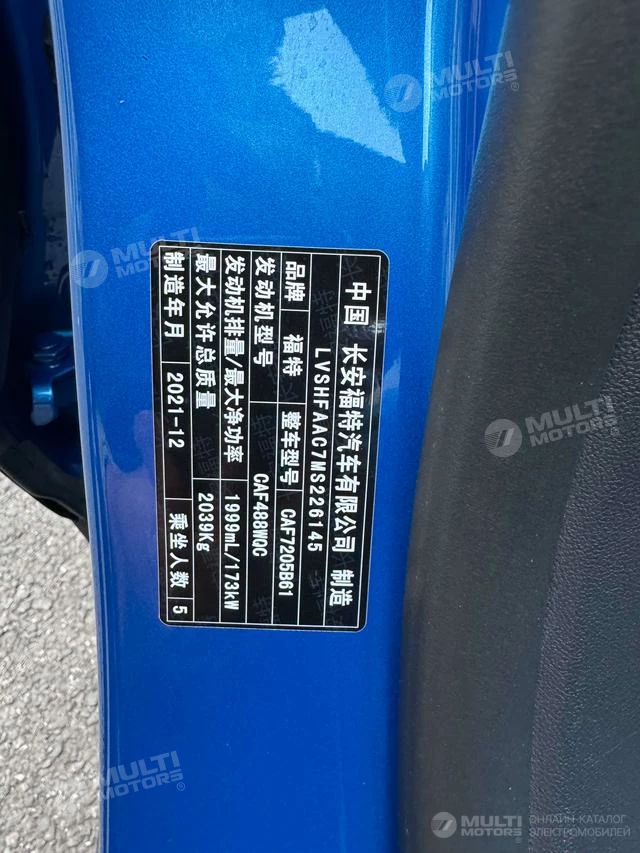 中国 长安福特汽车有限公司 制造
LVSHFAAC7MS226145
品牌 福特 整车型号 CAF7205B61
发动机型号 CAF488WQC
发动机排量/最大净功率 1999mL/173kW
最大允许总质量 2039Kg
制造年月 2021-12 乘坐人数 5
MULTI MOTORS®
MULTI MOTORS®
MULTI MOTORS®
MULTI MOTORS®
MULTI MOTORS®
ОНЛАЙН-КАТАЛОГ
ЭЛЕКТРОМОБИЛЕЙ